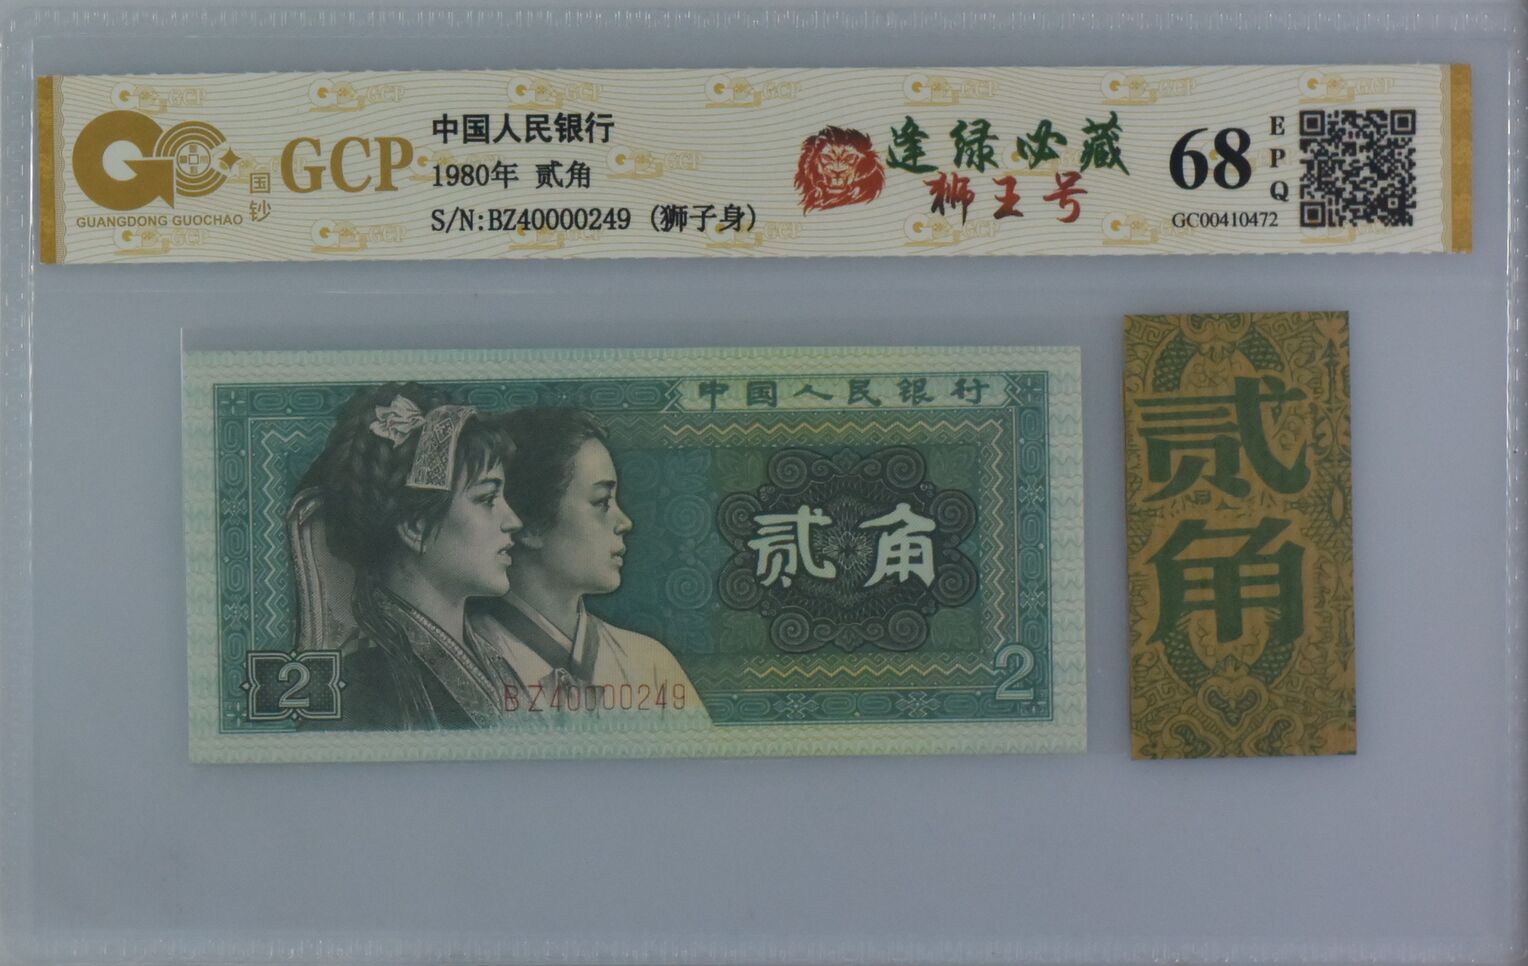 GCP
国钞
GUANGDONG GUOCHAO
中国人民银行
1980年 贰角
S/N:BZ40000249 (狮子身)
逢绿必藏
狮王号
68
EPQ
GC00410472
中国人民银行
贰角
2
2
BZ40000249
贰角